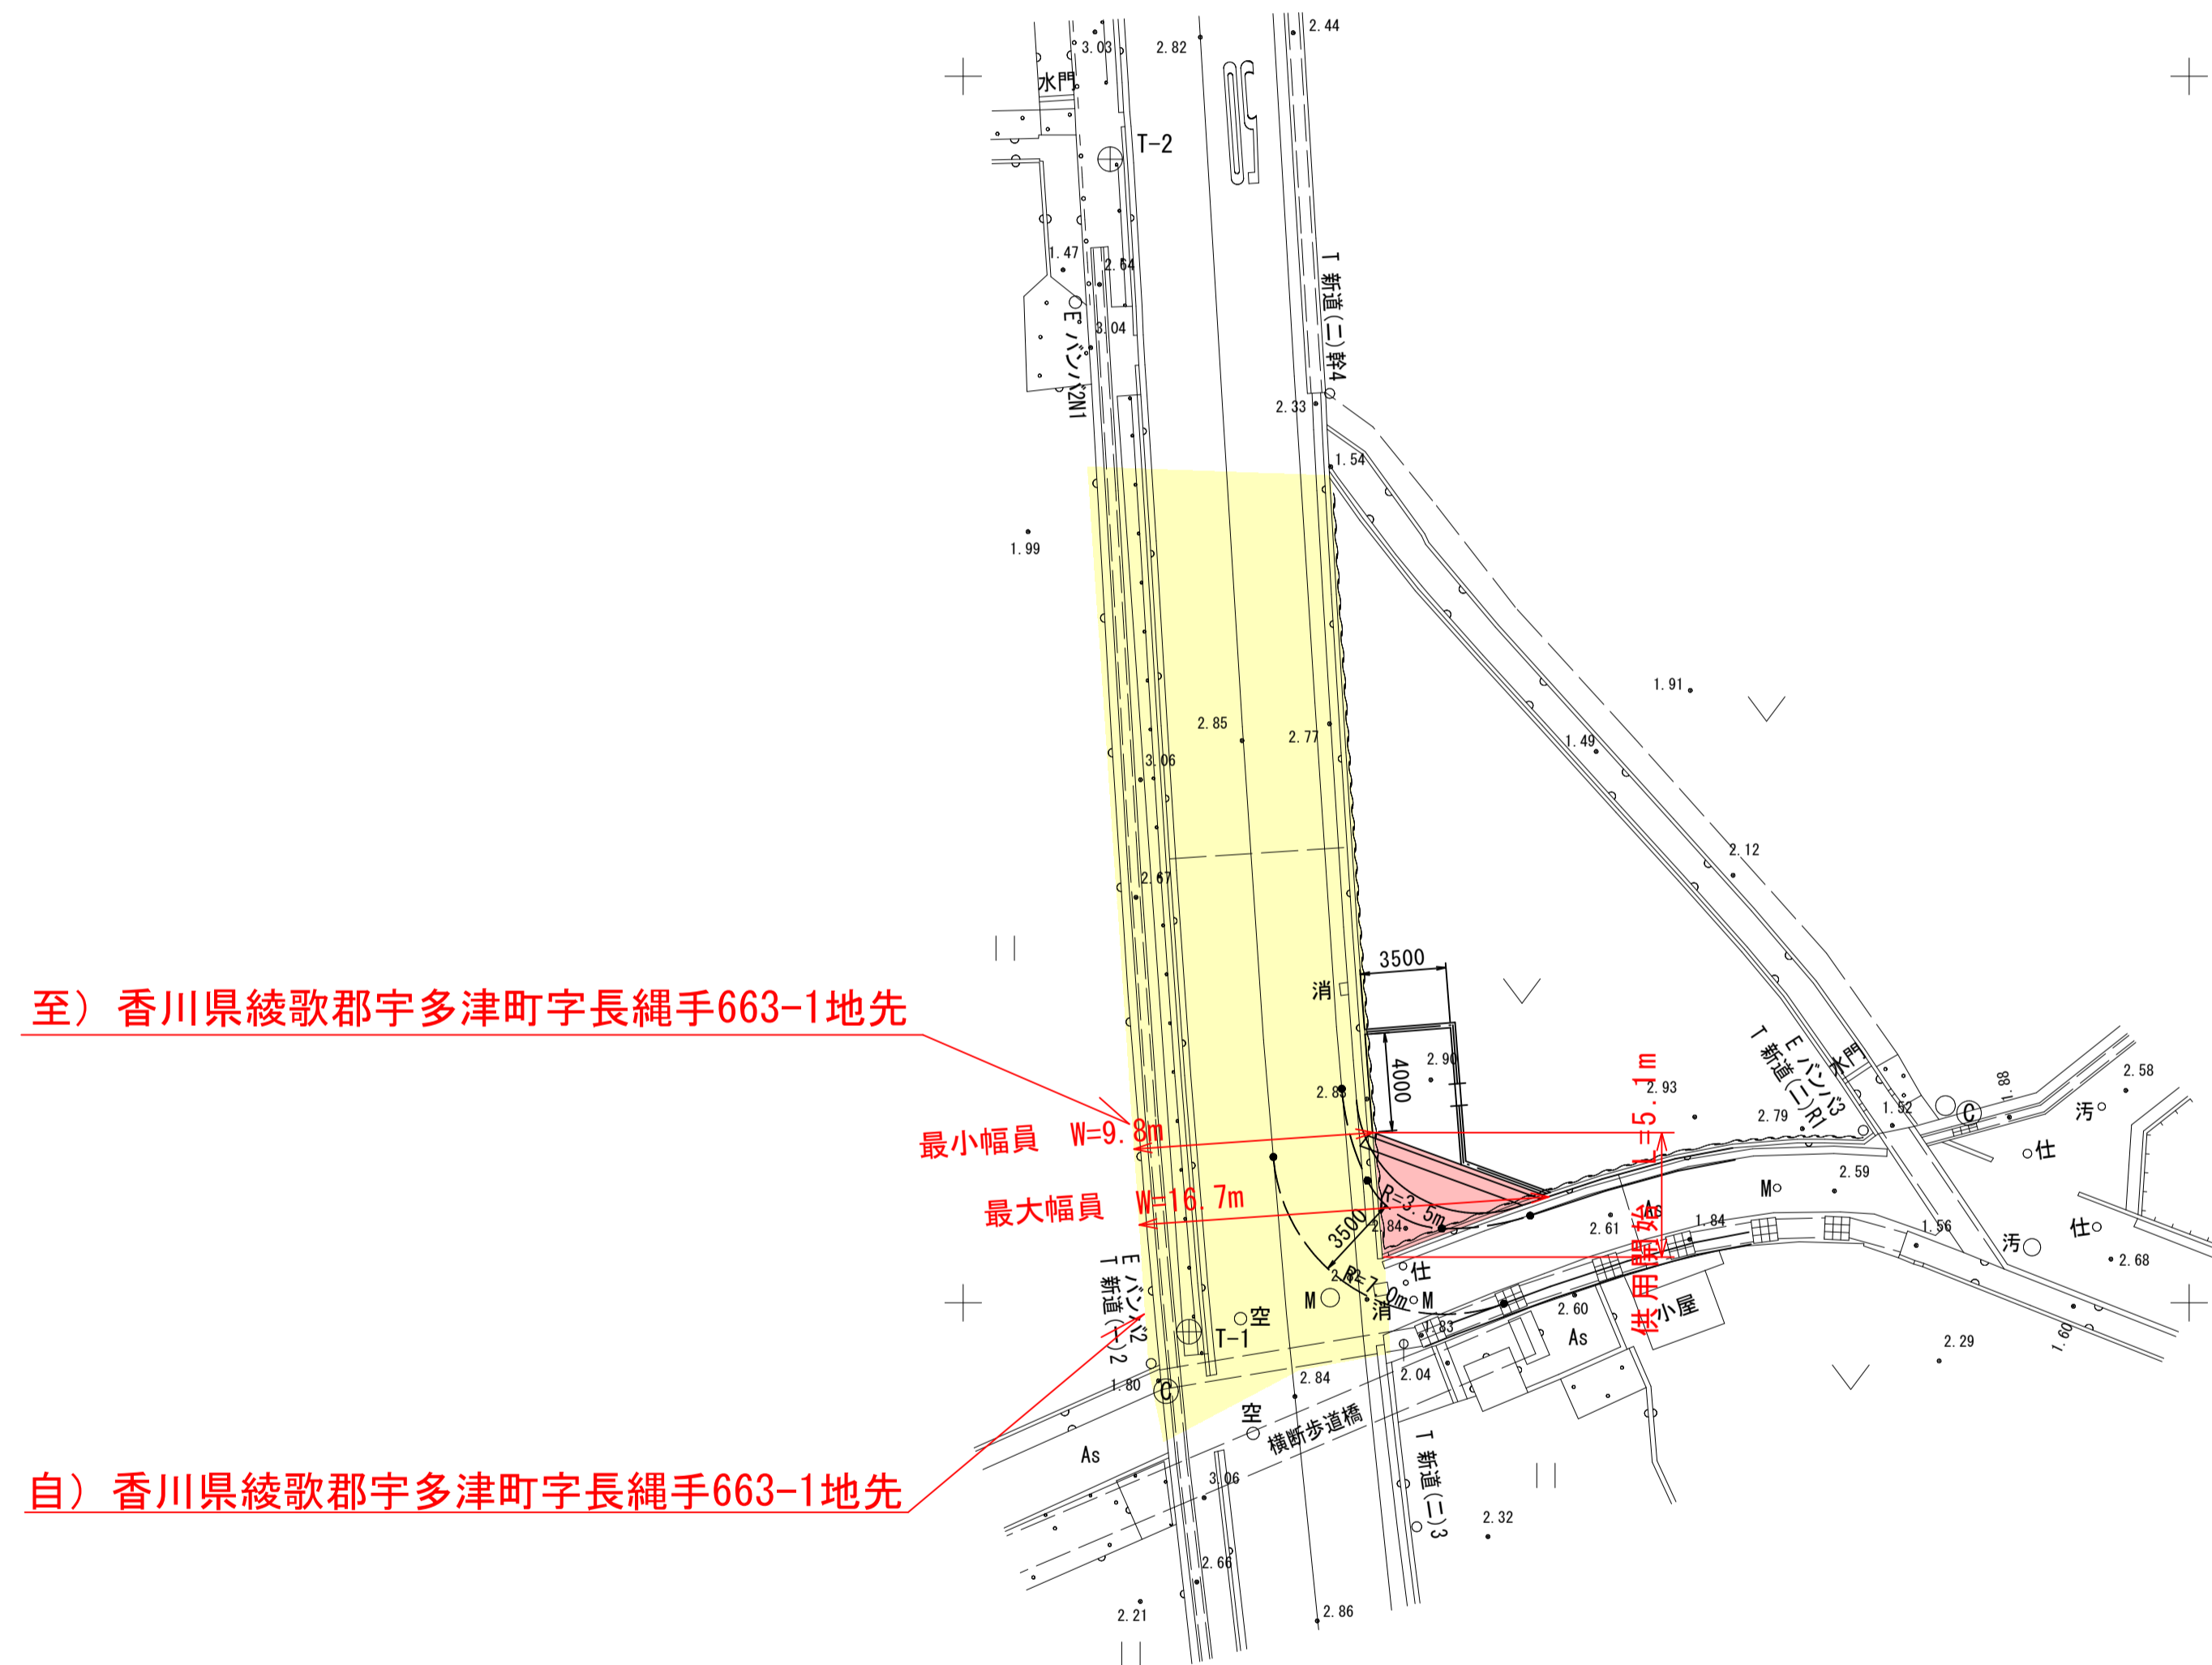 3.03
2.82
2.44
水門
T-2
1.47
2.64
T 新道(二)幹4
3.04
E゜バンバ2N1
2.33
1.54
1.99
1.91
2.85
2.77
1.49
3.06
2.12
2.67
3500
消
至) 香川県綾歌郡宇多津町字長縄手663-1地先
4000
2.90
2.93
水門
E バンバ3
T 新道(二)R1
1.88
2.58
1.52
汚
2.79
最小幅員 W=9.8m
仕
2.59
M
最大幅員 W=16.7m
R=3.5m
As
2.84
3500
2.61
1.84
1.56
仕
汚
2.68
供用開始 L=5.1m
E バンバ2
T 新道(一)2
仕
R=7.0m
M
M
消
空
T-1
1.83
2.60
小屋
As
1.60
2.29
1.80
C
C
2.84
2.04
空
横断歩道橋
As
T 新道(二)3
自) 香川県綾歌郡宇多津町字長縄手663-1地先
3.06
2.32
2.66
2.21
2.86